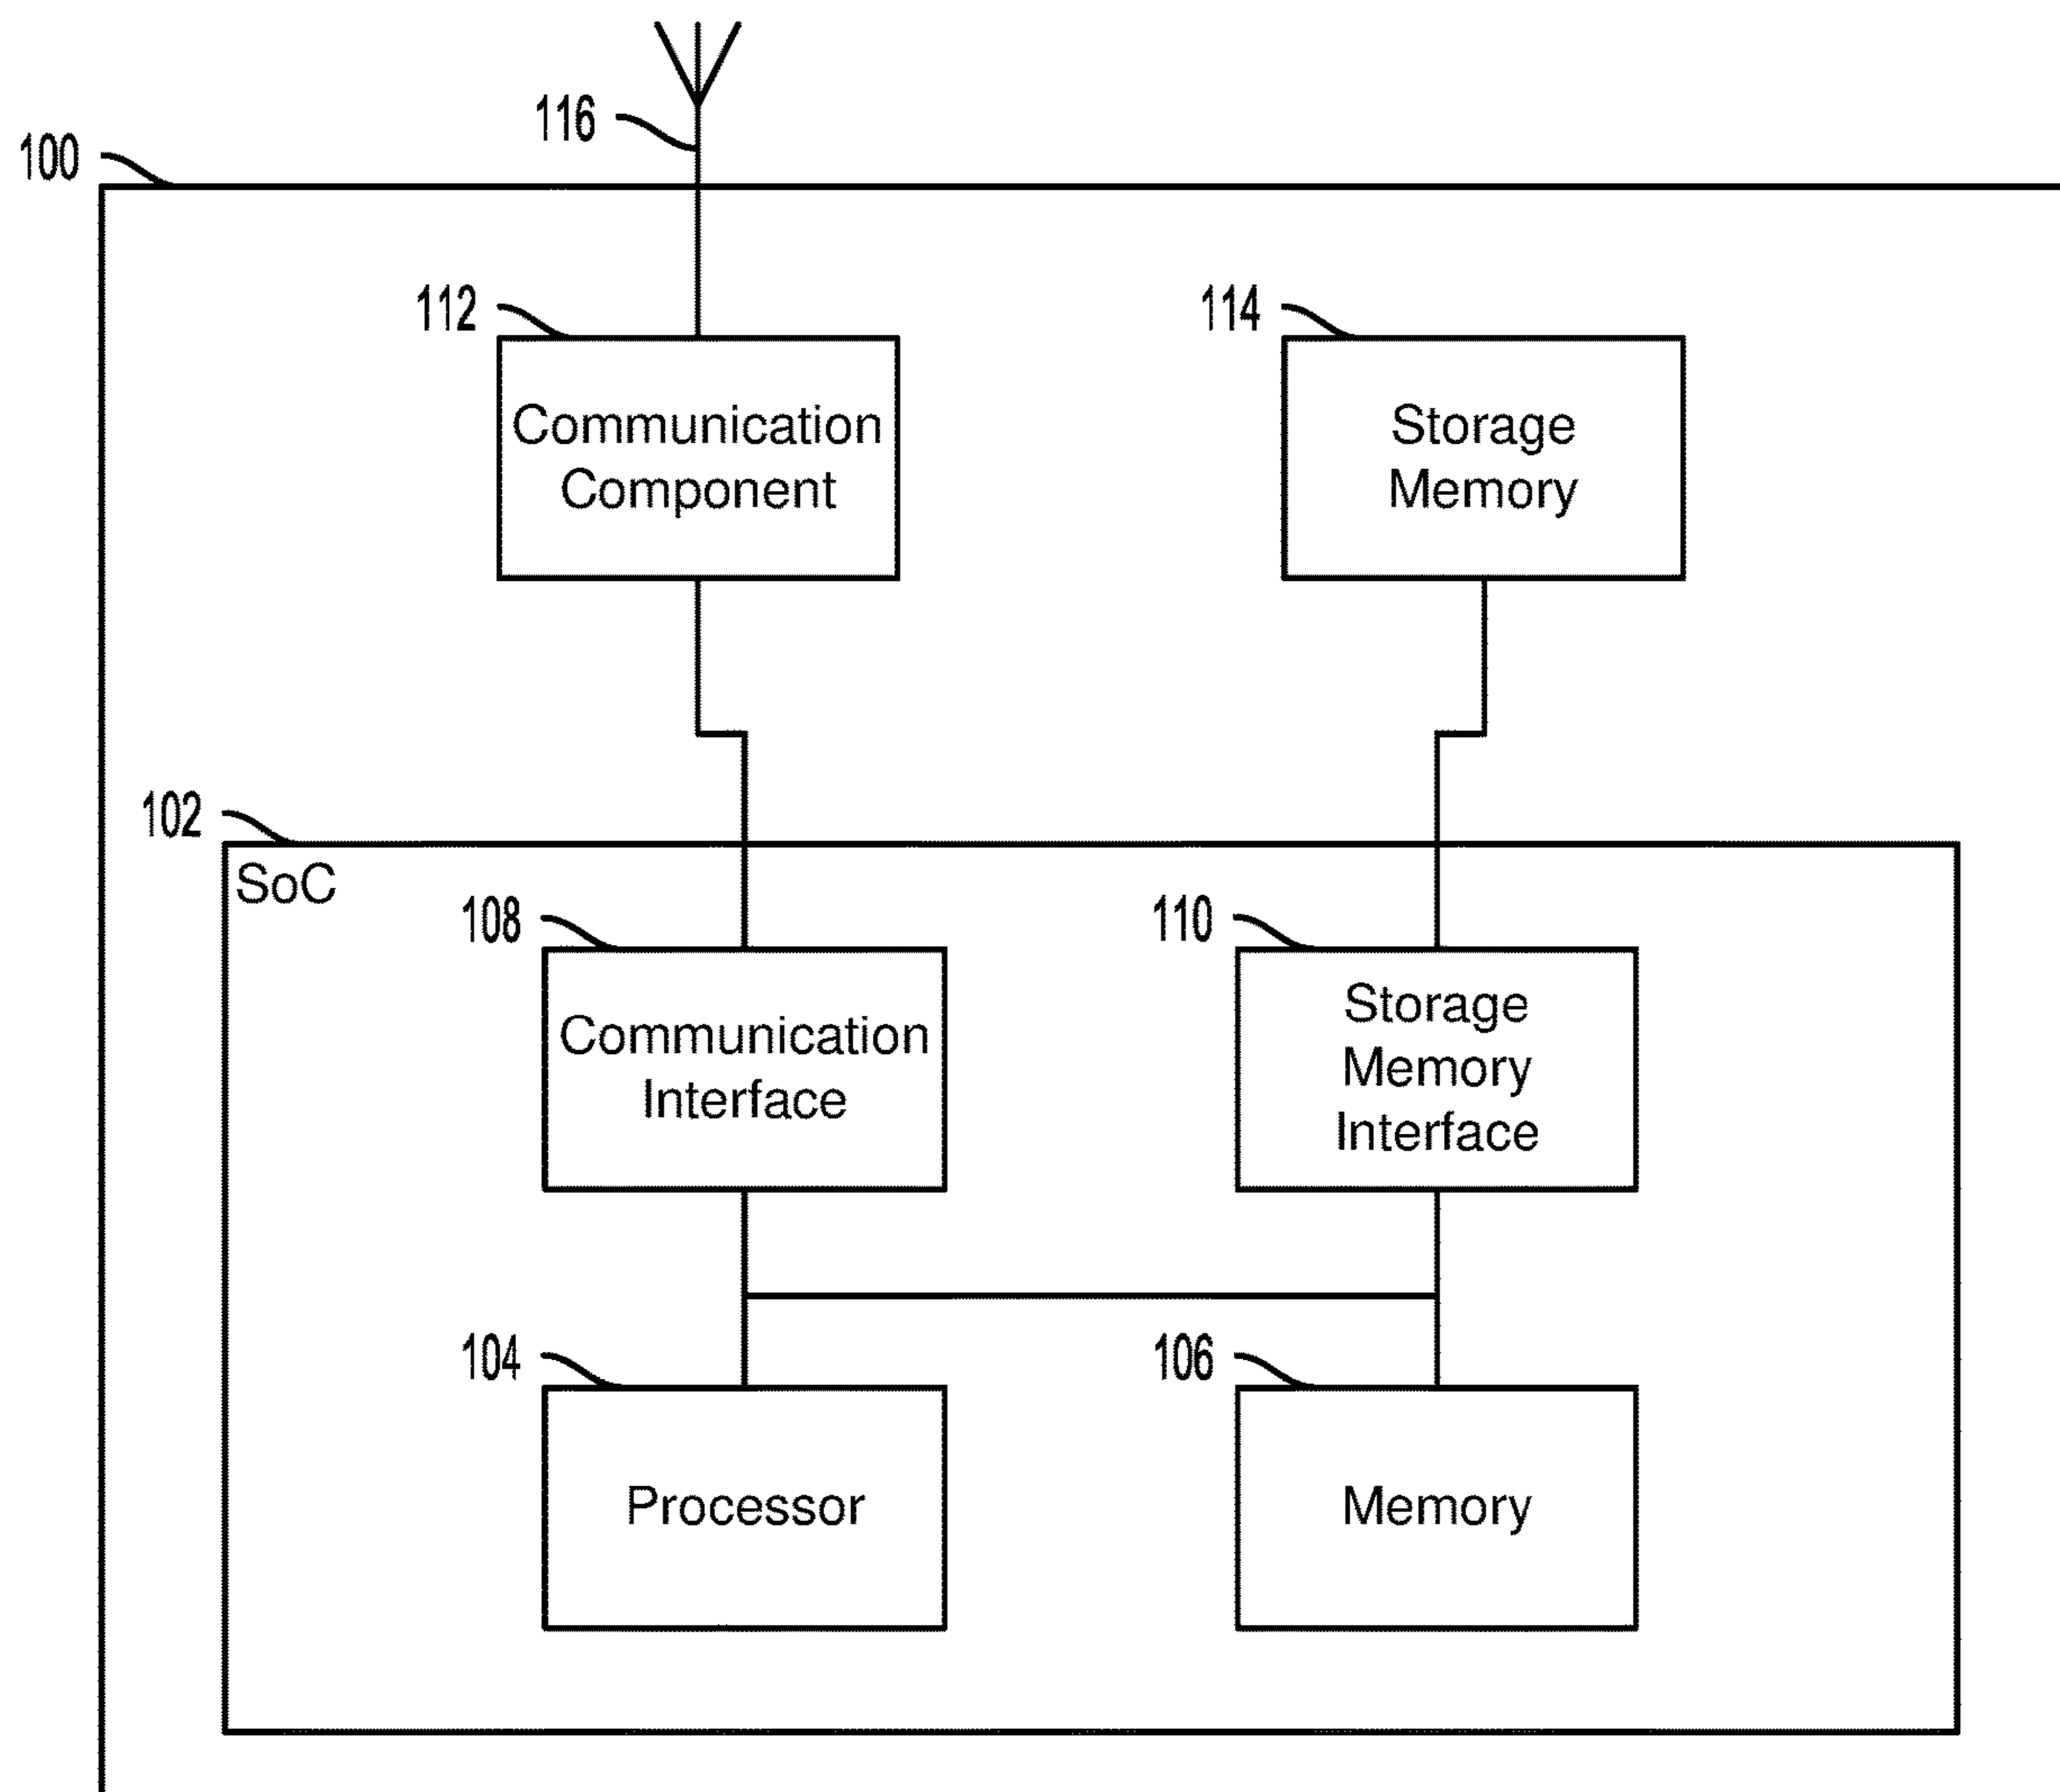 116
100
112
114
Communication
Component
Storage
Memory
102
SoC
108
110
Communication
Interface
Storage
Memory
Interface
104
106
Processor
Memory